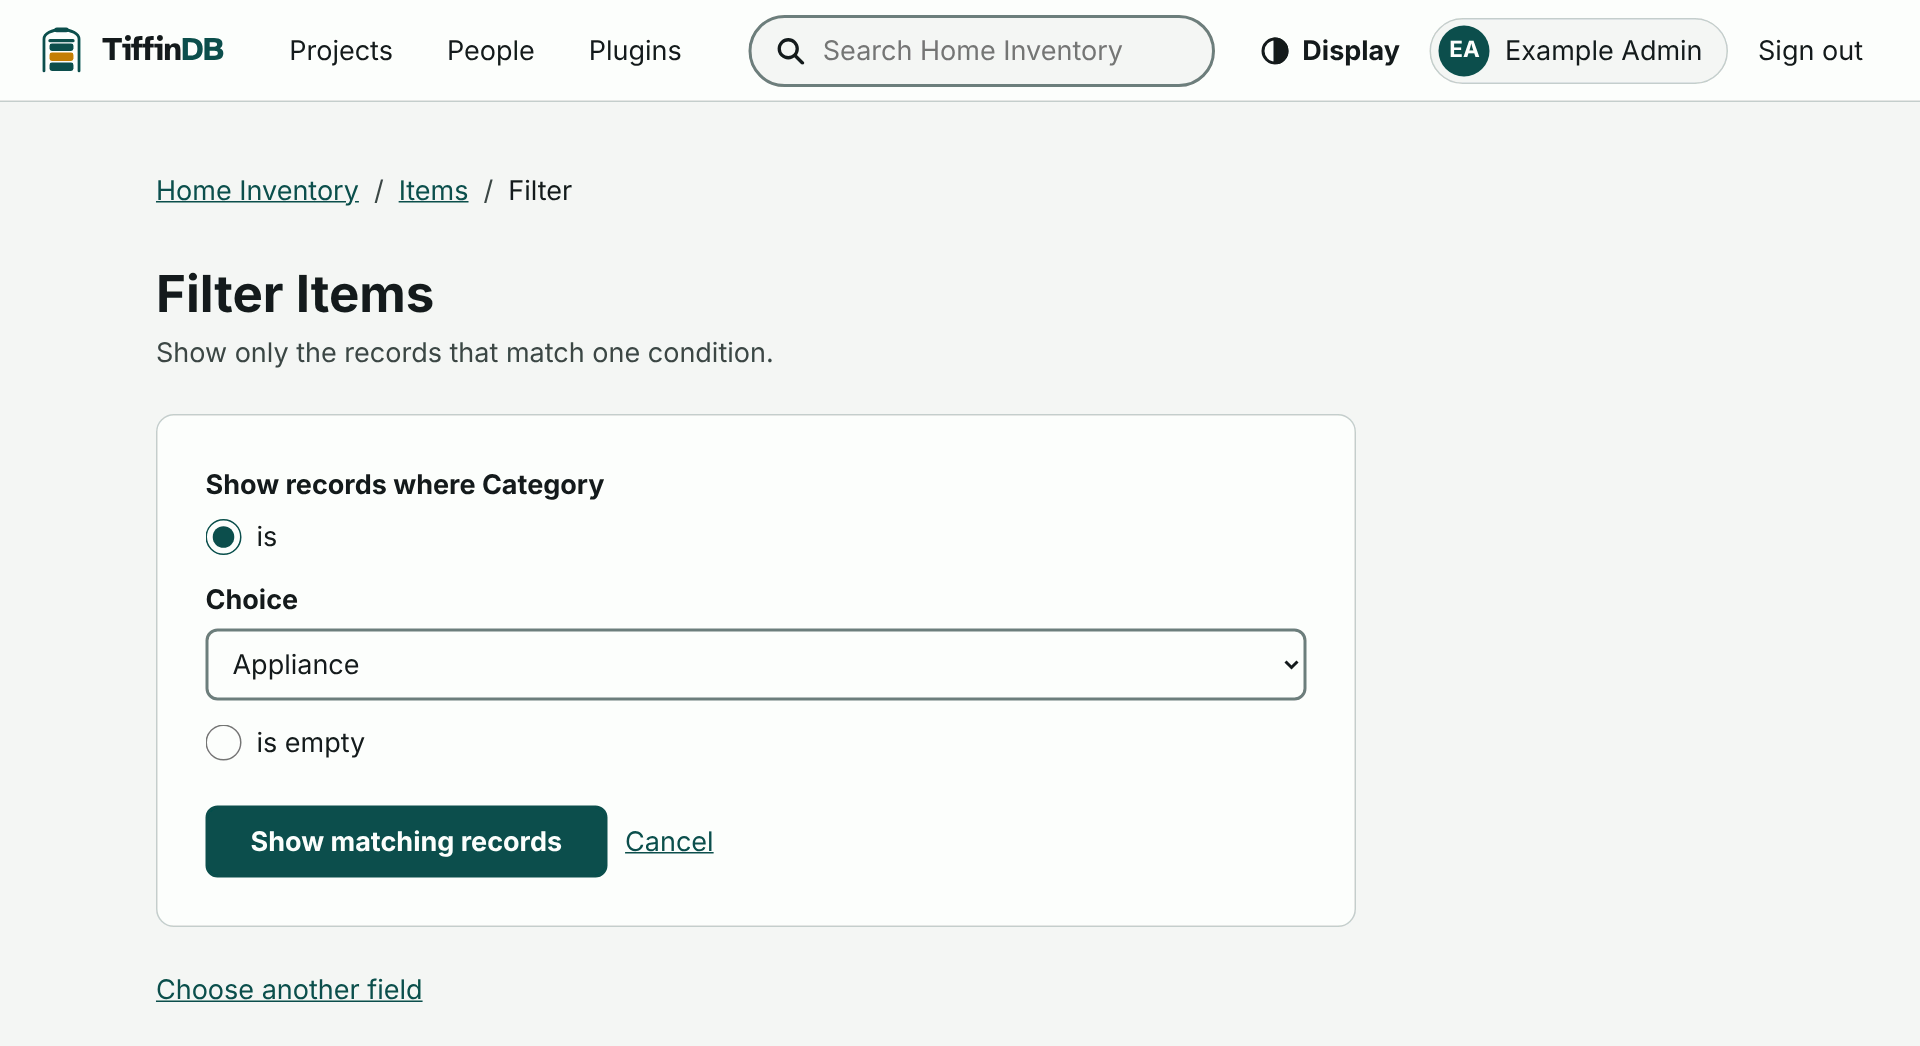 TiffinDB
Projects
People
Plugins
Search Home Inventory
Display
EA
Example Admin
Sign out
Home Inventory / Items / Filter
Filter Items
Show only the records that match one condition.
Show records where Category
is
Choice
Appliance
is empty
Show matching records
Cancel
Choose another field